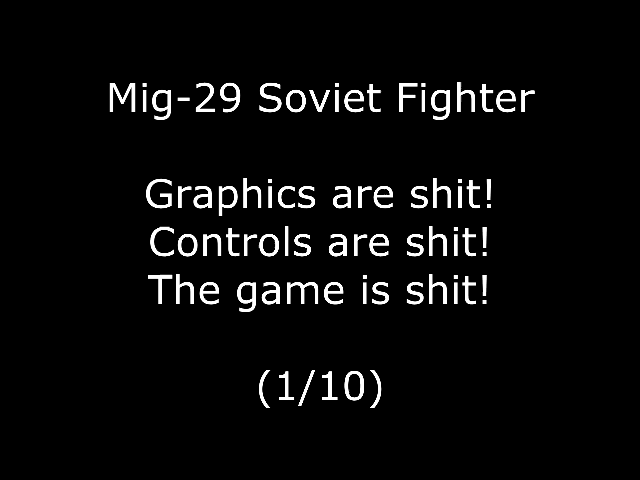 Mig-29 Soviet Fighter
Graphics are shit!
Controls are shit!
The game is shit!
(1/10)